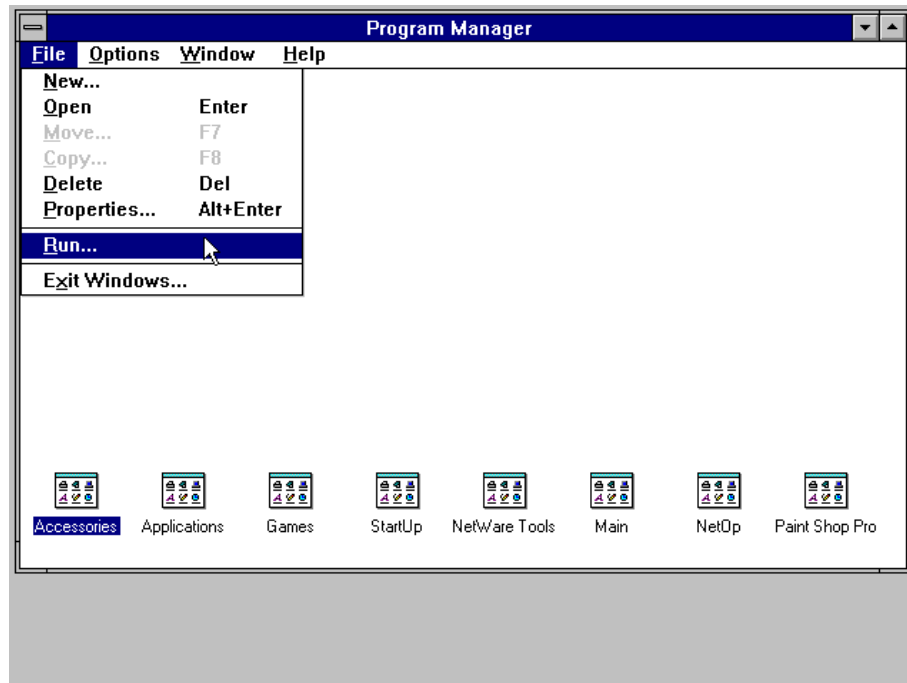 Program Manager
File Options Window Help
New...
Open Enter
Move... F7
Copy... F8
Delete Del
Properties... Alt+Enter
Run...
Exit Windows...
Accessories Applications Games StartUp NetWare Tools Main NetOp Paint Shop Pro